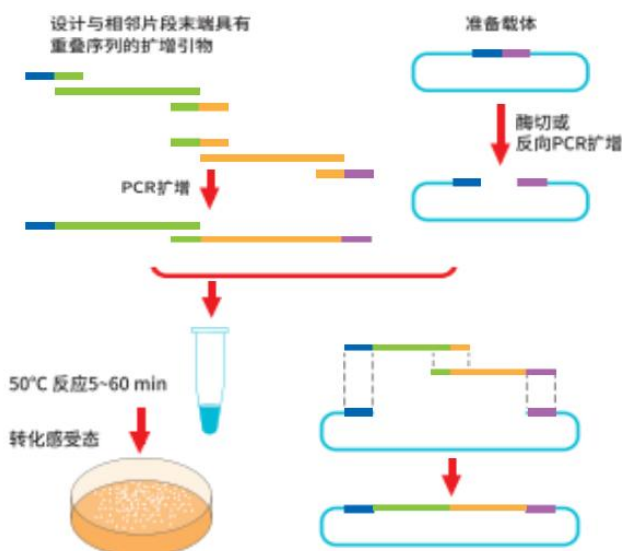 设计与相邻片段末端具有
重叠序列的扩增引物
准备载体
酶切或
反向PCR扩增
PCR扩增
50℃ 反应5~60 min
转化感受态